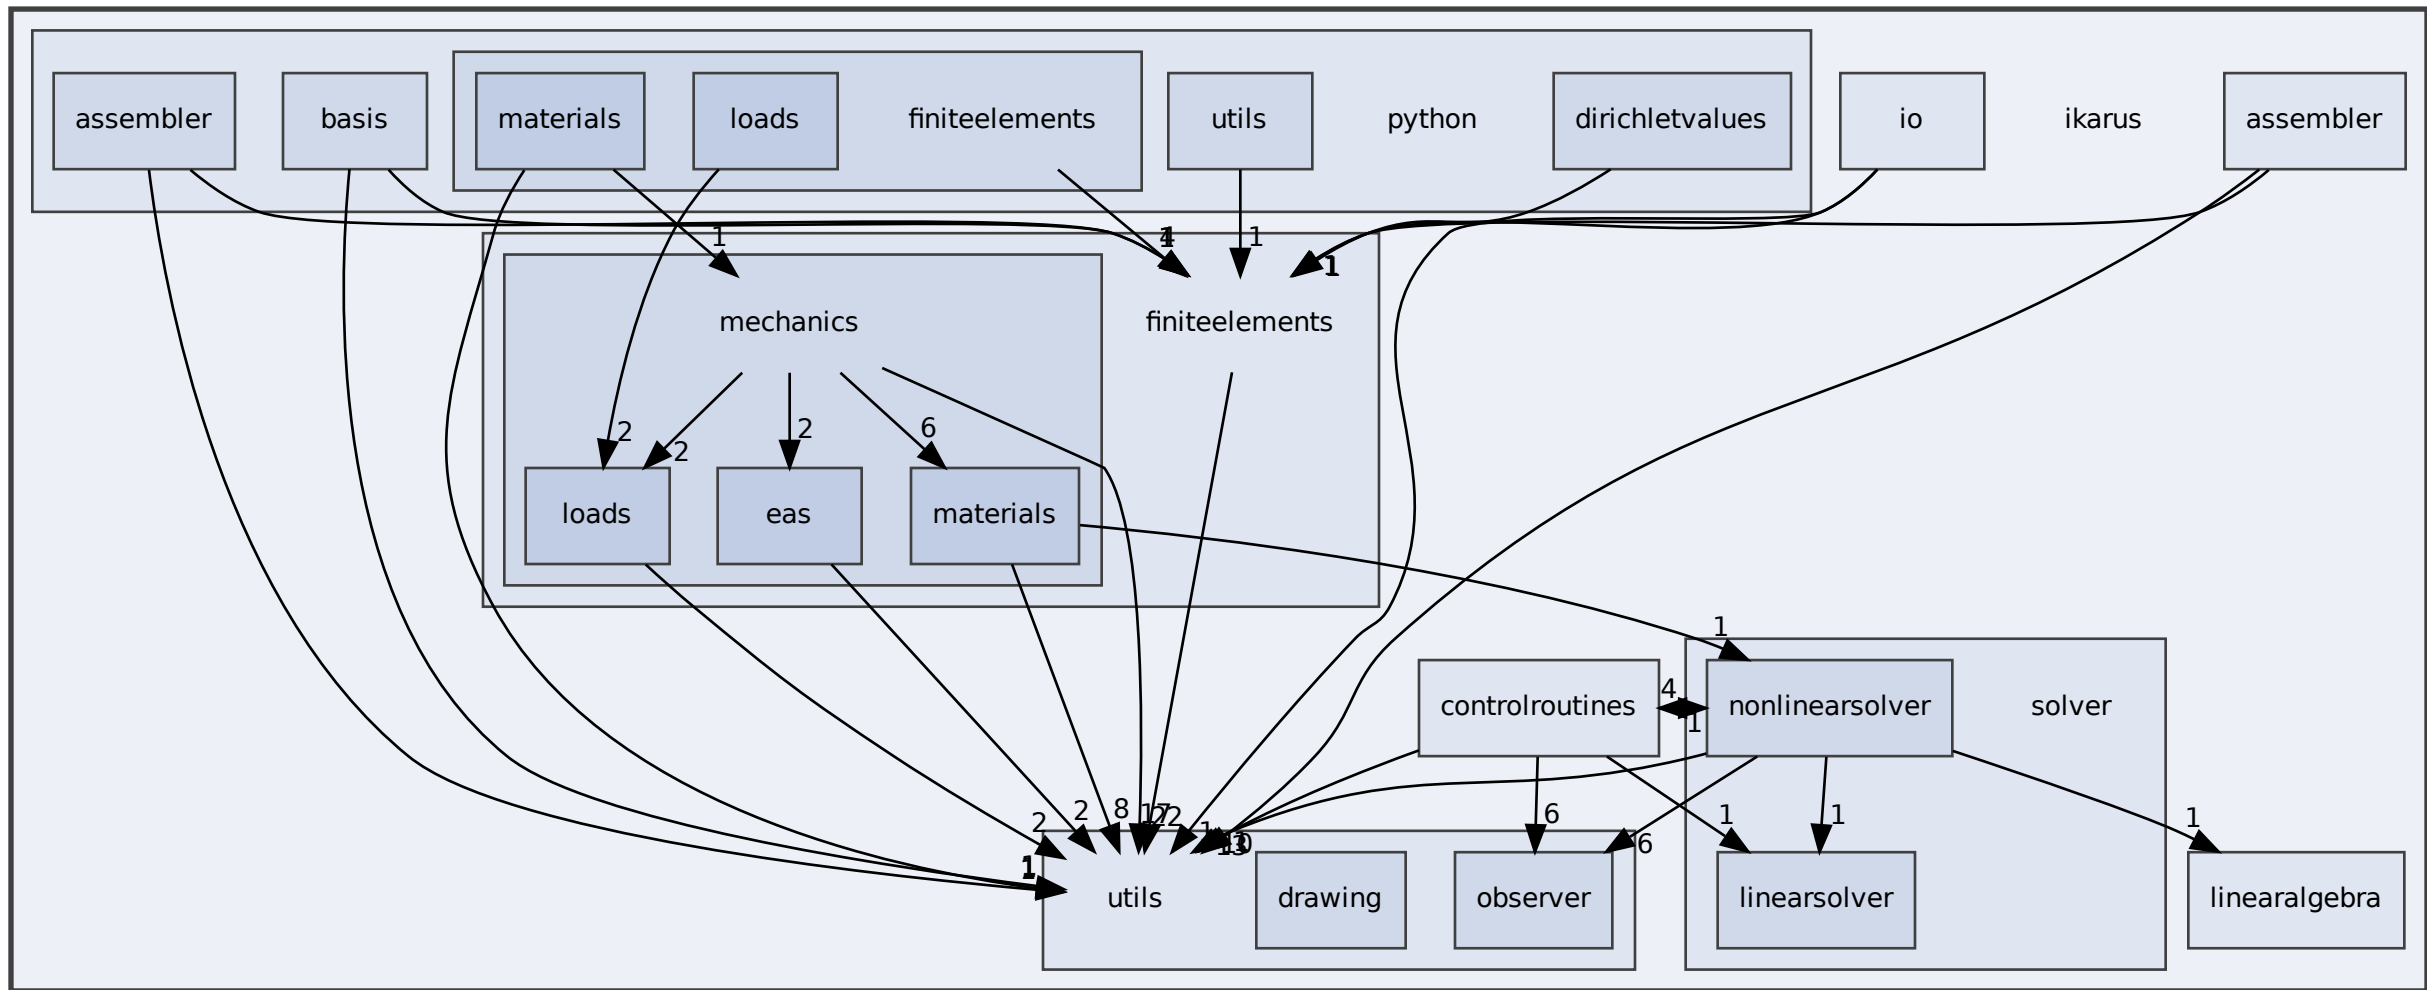 assembler
basis
materials
loads
finiteelements
utils
python
dirichletvalues
io
ikarus
assembler
1
1
1
mechanics
finiteelements
2
2
2
6
loads
eas
materials
1
controlroutines
4
1
nonlinearsolver
solver
2
2
8
17
22
1
6
6
1
1
1
1
utils
drawing
observer
linearsolver
linearalgebra